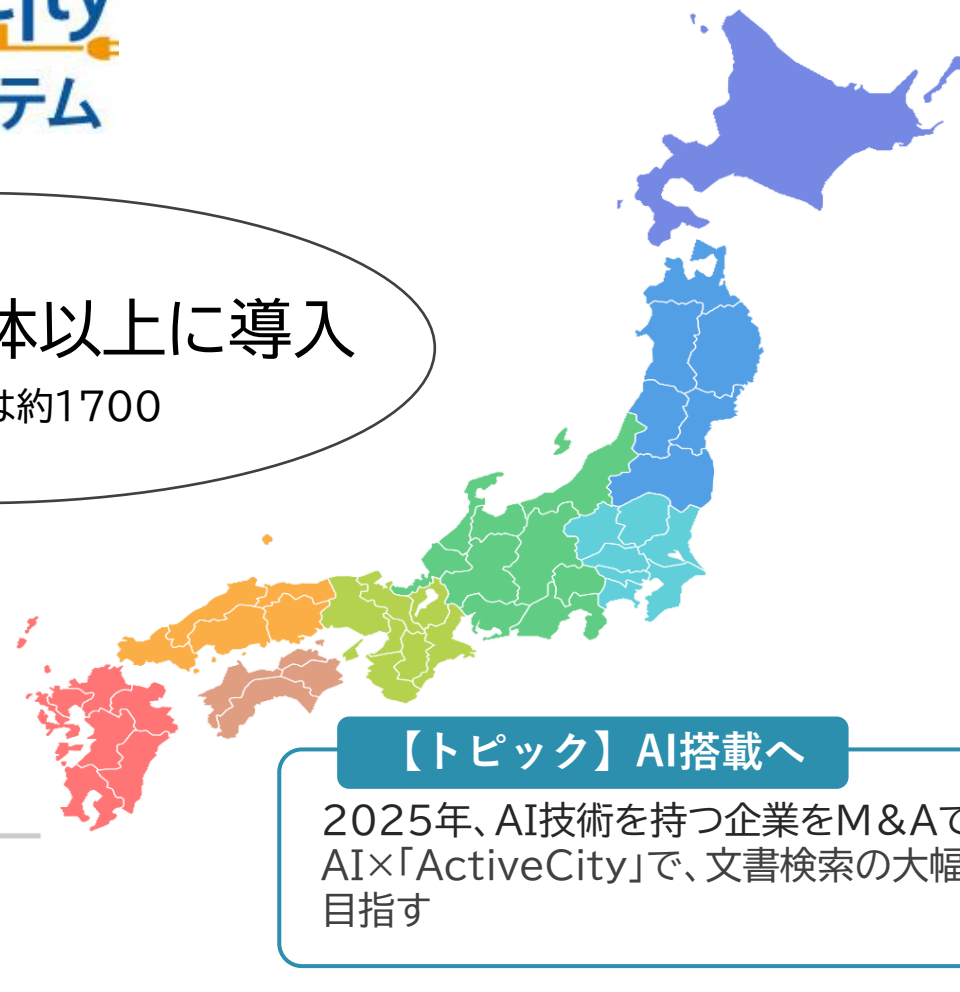 City
テム
体以上に導入
は約1700
【トピック】AI搭載へ
2025年、AI技術を持つ企業をM&Aで
AI×「ActiveCity」で、文書検索の大幅
目指す